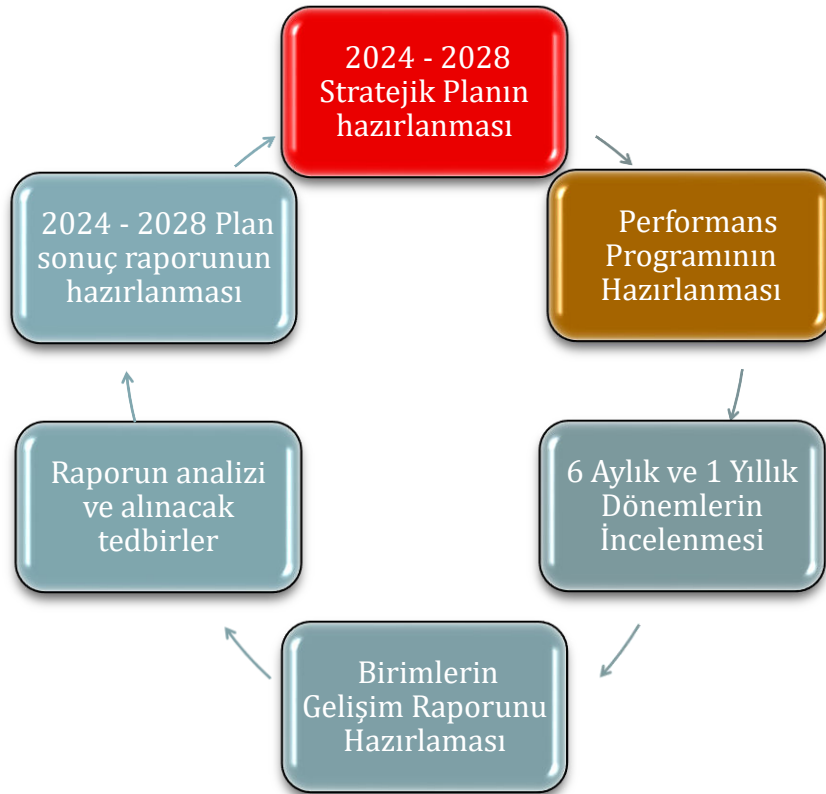 2024 - 2028
Stratejik Planın
hazırlanması
Performans
Programının
Hazırlanması
6 Aylık ve 1 Yıllık
Dönemlerin
İncelenmesi
Birimlerin
Gelişim Raporunu
Hazırlaması
Raporun analizi
ve alınacak
tedbirler
2024 - 2028 Plan
sonuç raporunun
hazırlanması